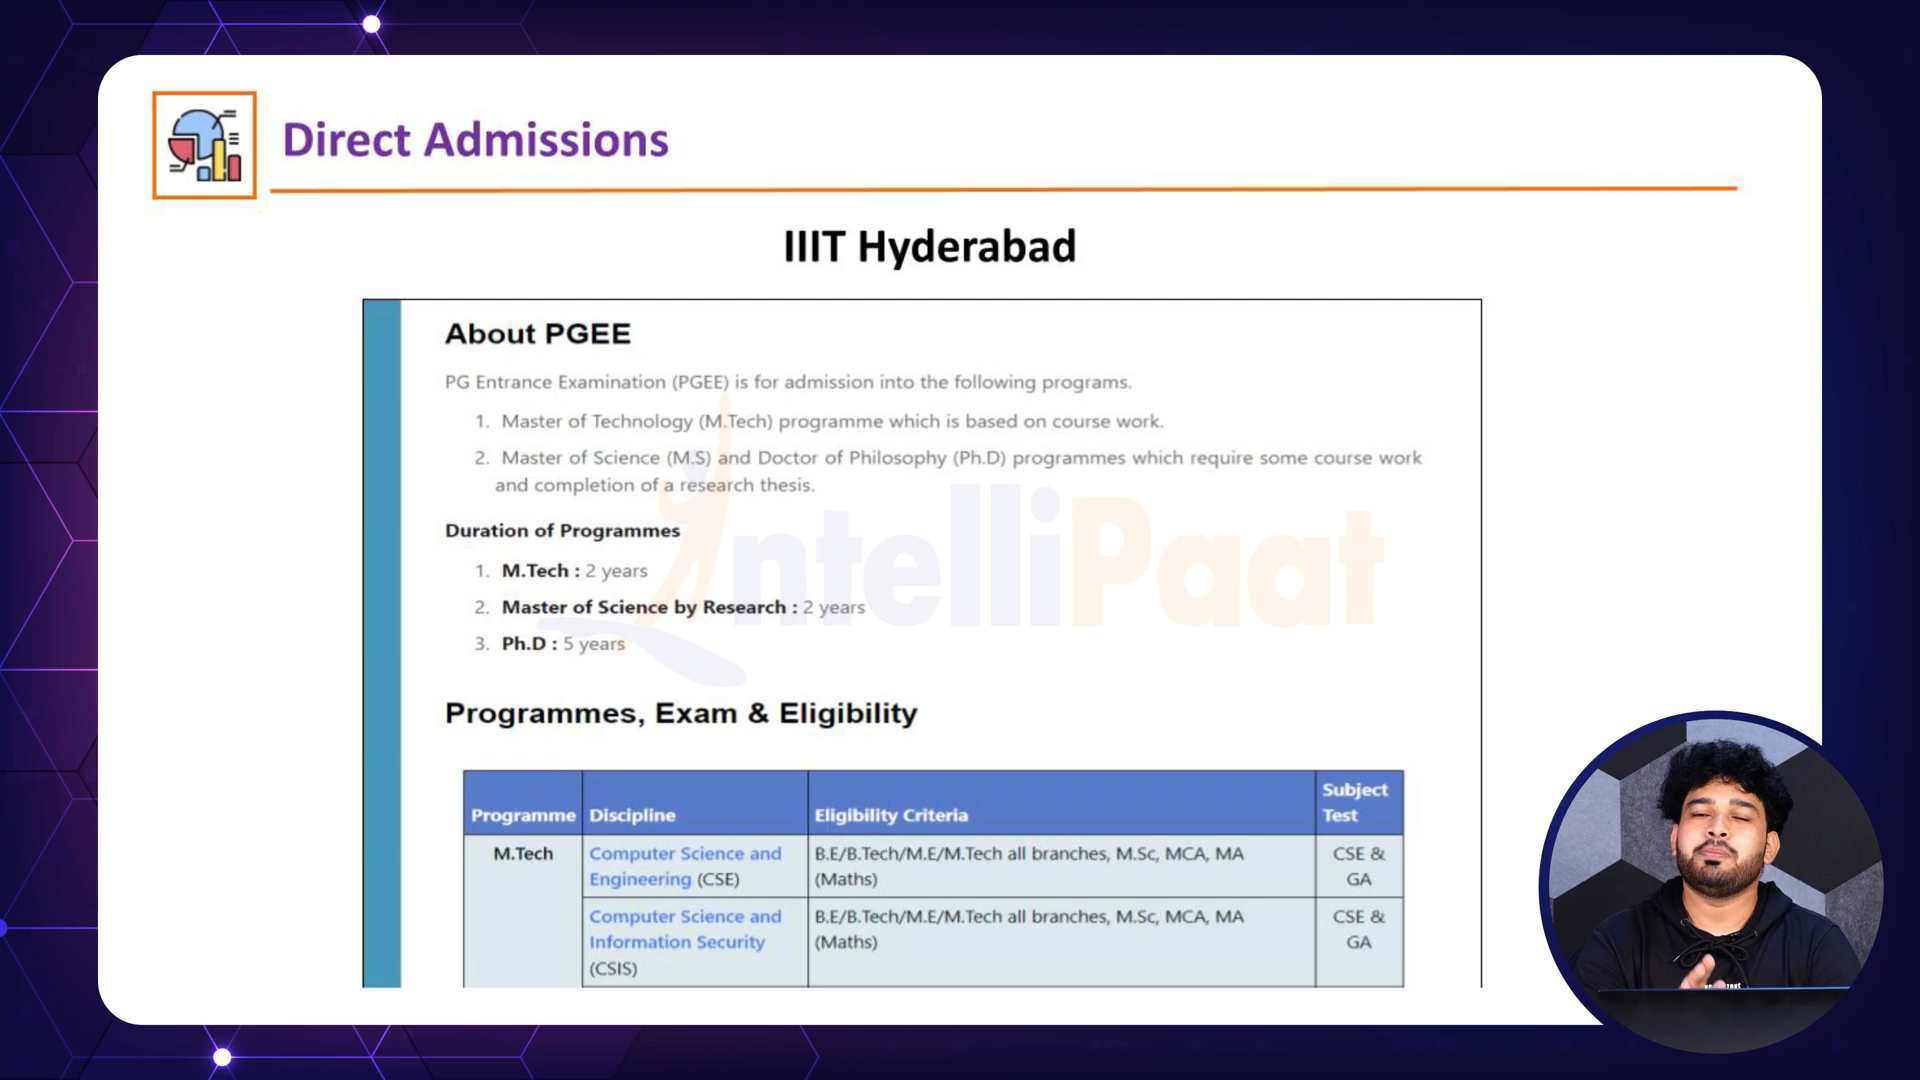 Direct Admissions
IIIT Hyderabad
About PGEE
PG Entrance Examination (PGEE) is for admission into the following programs.
1. Master of Technology (M.Tech) programme which is based on course work.
2. Master of Science (M.S) and Doctor of Philosophy (Ph.D) programmes which require some course work
and completion of a research thesis.
Duration of Programmes
1. M.Tech : 2 years
2. Master of Science by Research : 2 years
3. Ph.D : 5 years
IntelliPaat
Programmes, Exam & Eligibility
Programme Discipline Eligibility Criteria Subject
Test
M.Tech Computer Science and B.E/B.Tech/M.E/M.Tech all branches, M.Sc, MCA, MA CSE &
Engineering (CSE) (Maths) GA
Computer Science and B.E/B.Tech/M.E/M.Tech all branches, M.Sc, MCA, MA CSE &
Information Security (Maths) GA
(CSIS)